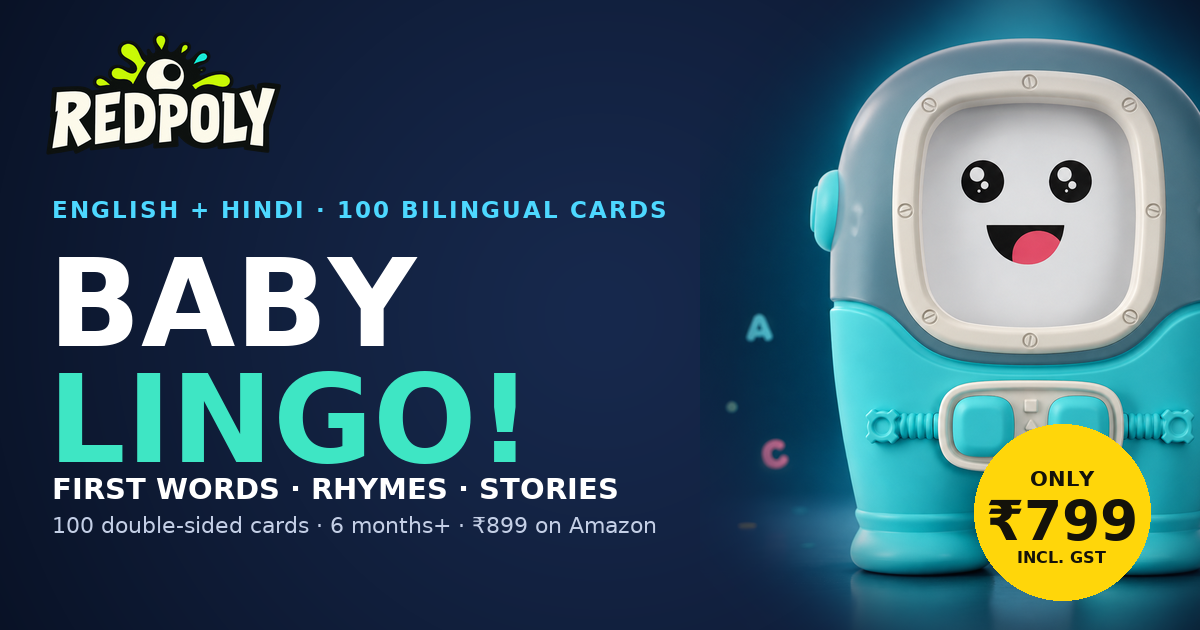 REDPOLY
ENGLISH + HINDI · 100 BILINGUAL CARDS
BABY
LINGO!
FIRST WORDS · RHYMES · STORIES
100 double-sided cards · 6 months+ · ₹899 on Amazon
A
C
ONLY
₹799
INCL. GST